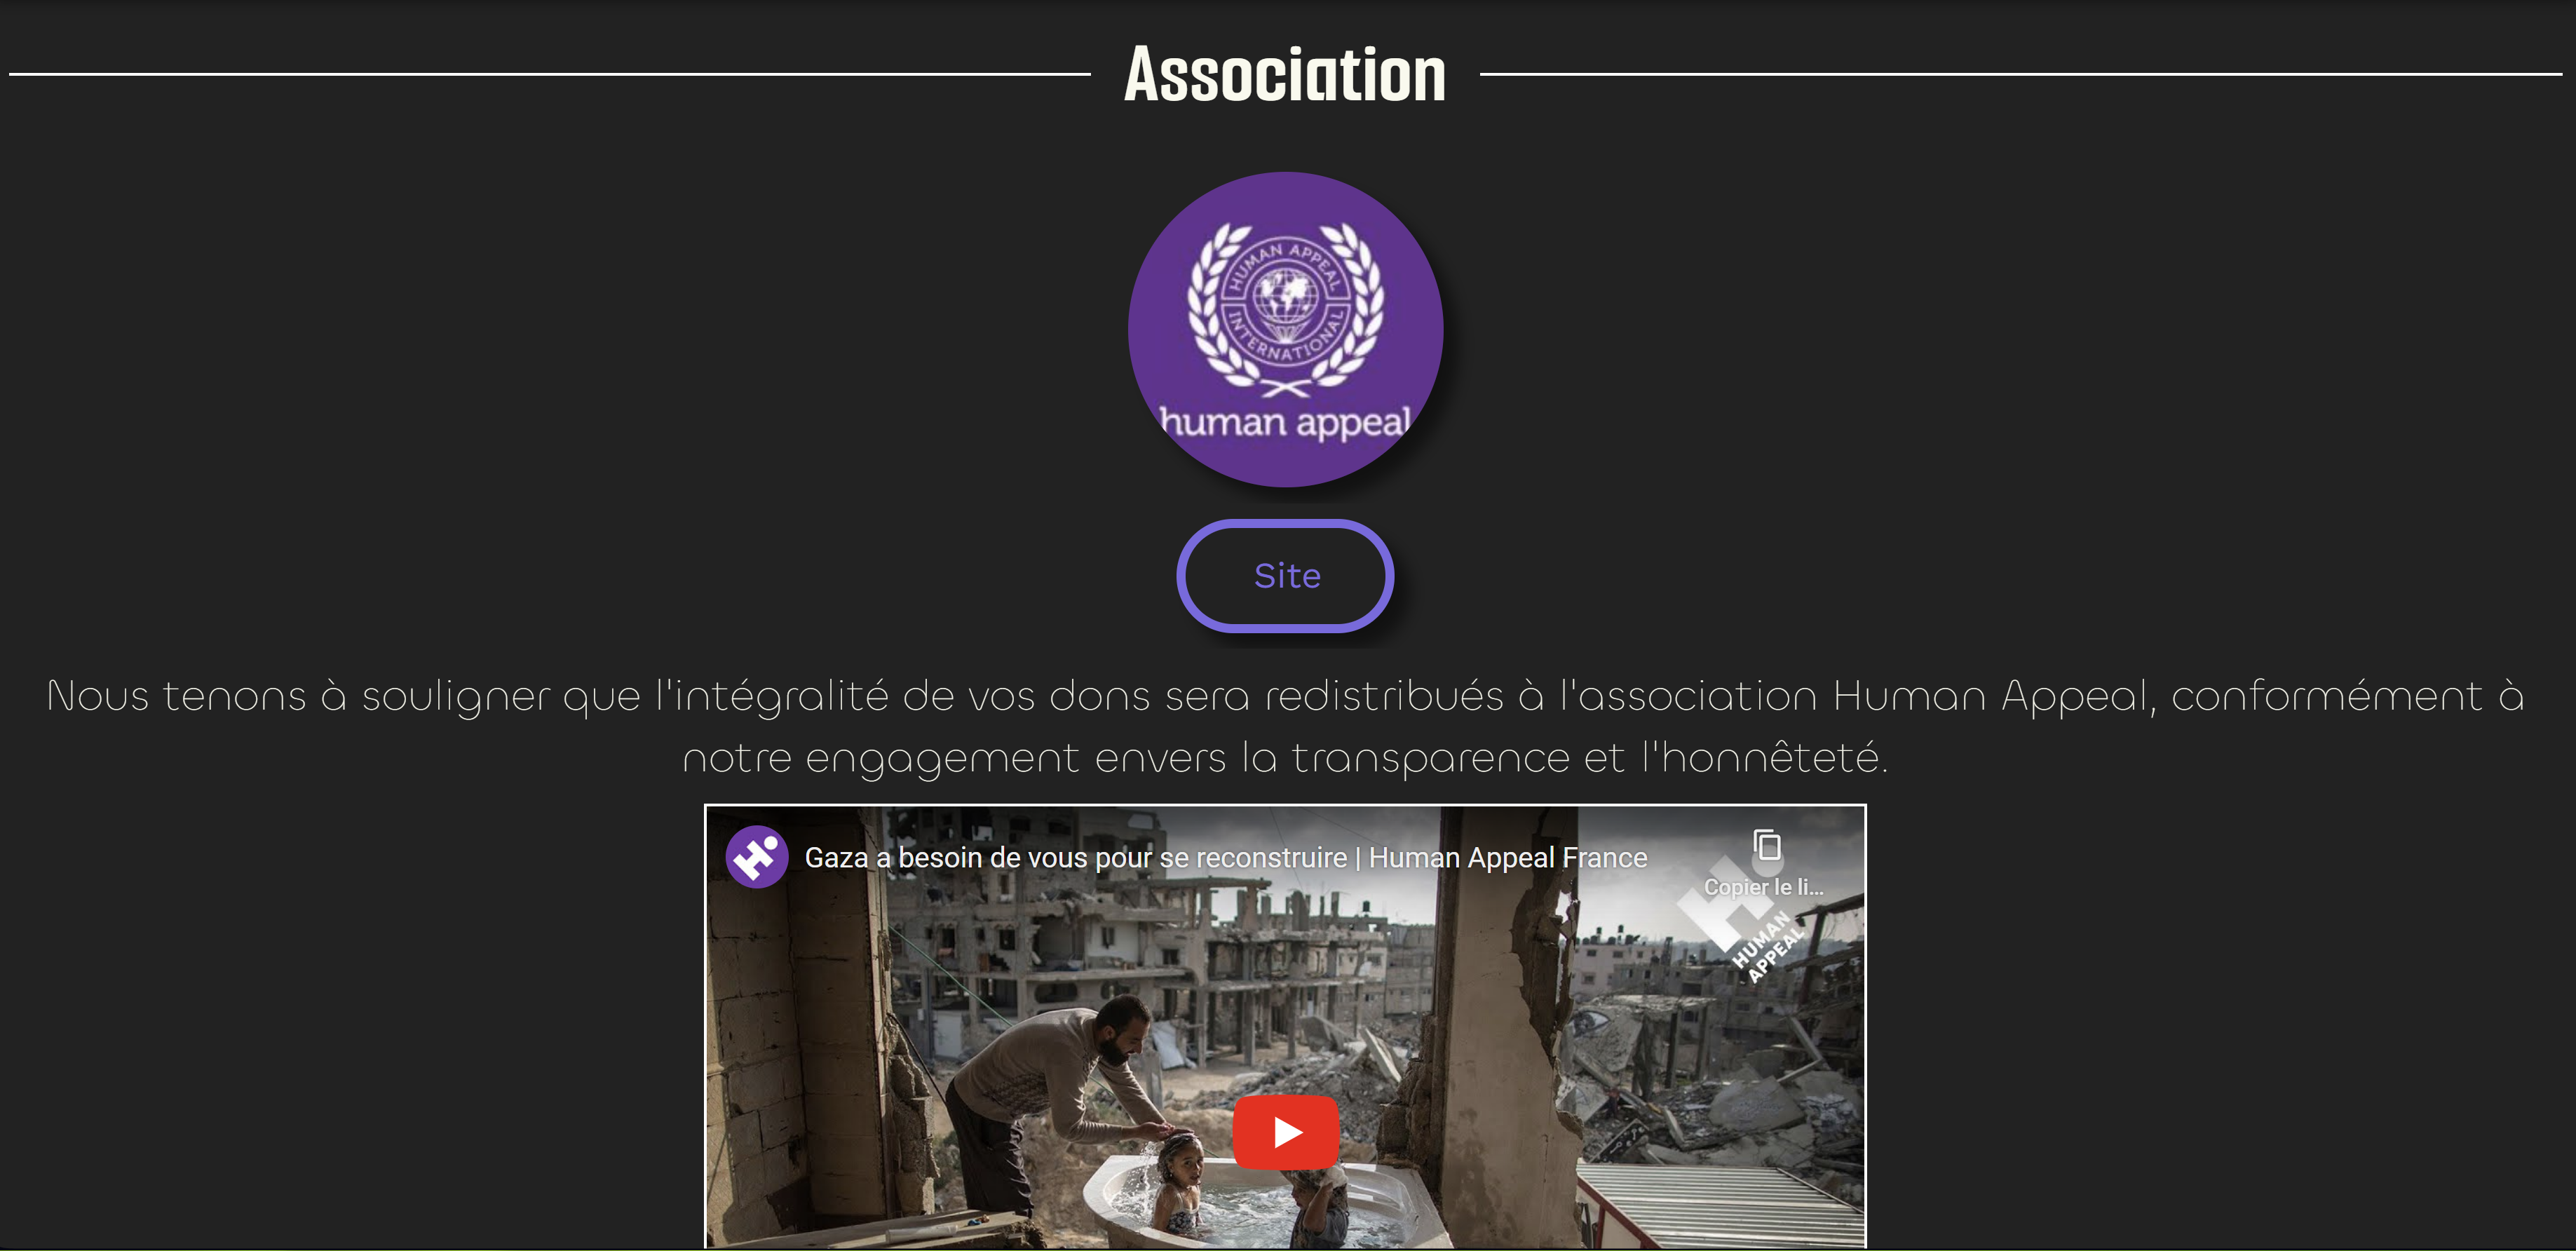 Association
HUMAN APPEAL
INTERNATIONAL
human appeal
Site
Nous tenons à souligner que l'intégralité de vos dons sera redistribués à l'association Human Appeal, conformément à
notre engagement envers la transparence et l'honnêteté.
Gaza a besoin de vous pour se reconstruire | Human Appeal France
Copier le li...
HUMAN
APPEAL